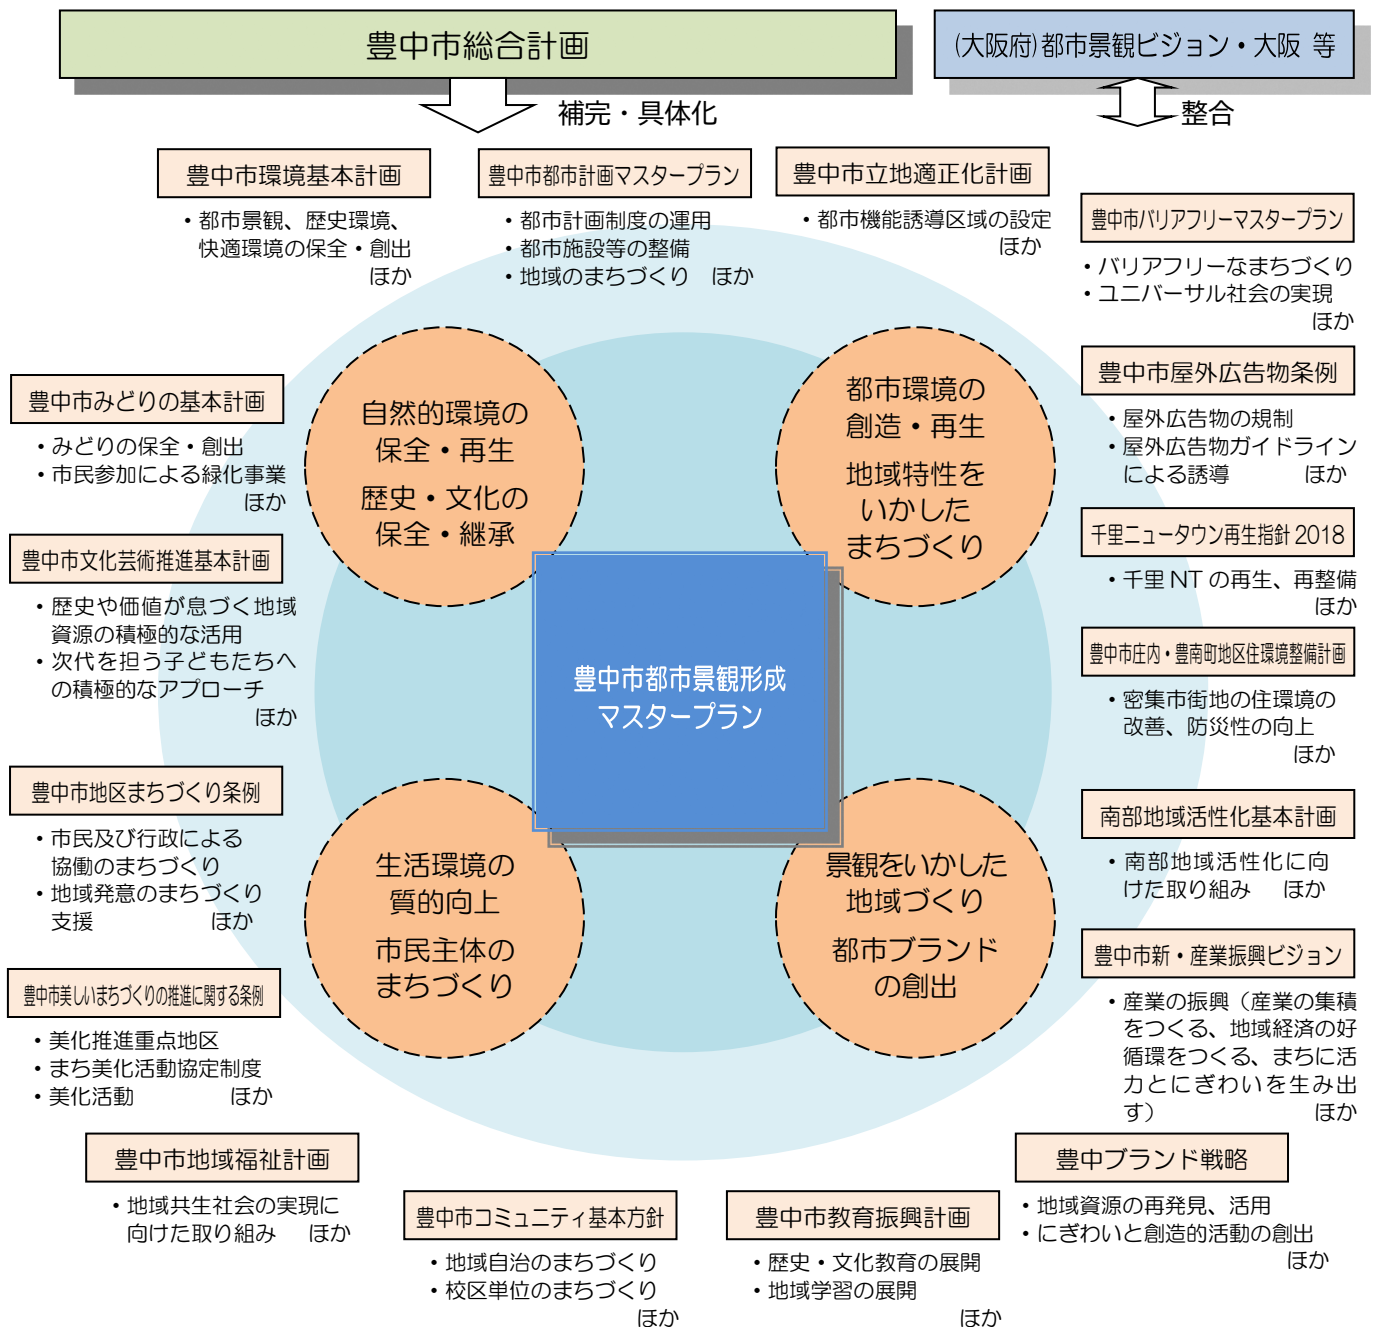 豊中市総合計画
(大阪府)都市景観ビジョン・大阪 等
補完・具体化
整合
豊中市環境基本計画
・都市景観、歴史環境、
快適環境の保全・創出
ほか
豊中市都市計画マスタープラン
・都市計画制度の運用
・都市施設等の整備
・地域のまちづくり ほか
豊中市立地適正化計画
・都市機能誘導区域の設定
ほか
豊中市バリアフリーマスタープラン
・バリアフリーなまちづくり
・ユニバーサル社会の実現
ほか
豊中市屋外広告物条例
・屋外広告物の規制
・屋外広告物ガイドライン
による誘導 ほか
千里ニュータウン再生指針 2018
・千里 NT の再生、再整備
ほか
豊中市庄内・豊南町地区住環境整備計画
・密集市街地の住環境の
改善、防災性の向上
ほか
南部地域活性化基本計画
・南部地域活性化に向
けた取り組み ほか
豊中市新・産業振興ビジョン
・産業の振興（産業の集積
をつくる、地域経済の好
循環をつくる、まちに活
力とにぎわいを生み出
す） ほか
豊中ブランド戦略
・地域資源の再発見、活用
・にぎわいと創造的活動の創出
ほか
豊中市教育振興計画
・歴史・文化教育の展開
・地域学習の展開
ほか
豊中市コミュニティ基本方針
・地域自治のまちづくり
・校区単位のまちづくり
ほか
豊中市地域福祉計画
・地域共生社会の実現に
向けた取り組み ほか
豊中市美しいまちづくりの推進に関する条例
・美化推進重点地区
・まち美化活動協定制度
・美化活動 ほか
豊中市地区まちづくり条例
・市民及び行政による
協働のまちづくり
・地域発意のまちづくり
支援 ほか
豊中市文化芸術推進基本計画
・歴史や価値が息づく地域
資源の積極的な活用
・次代を担う子どもたちへ
の積極的なアプローチ
ほか
豊中市みどりの基本計画
・みどりの保全・創出
・市民参加による緑化事業
ほか
自然的環境の
保全・再生
歴史・文化の
保全・継承
都市環境の
創造・再生
地域特性を
いかした
まちづくり
豊中市都市景観形成
マスタープラン
生活環境の
質的向上
市民主体の
まちづくり
景観をいかした
地域づくり
都市ブランド
の創出